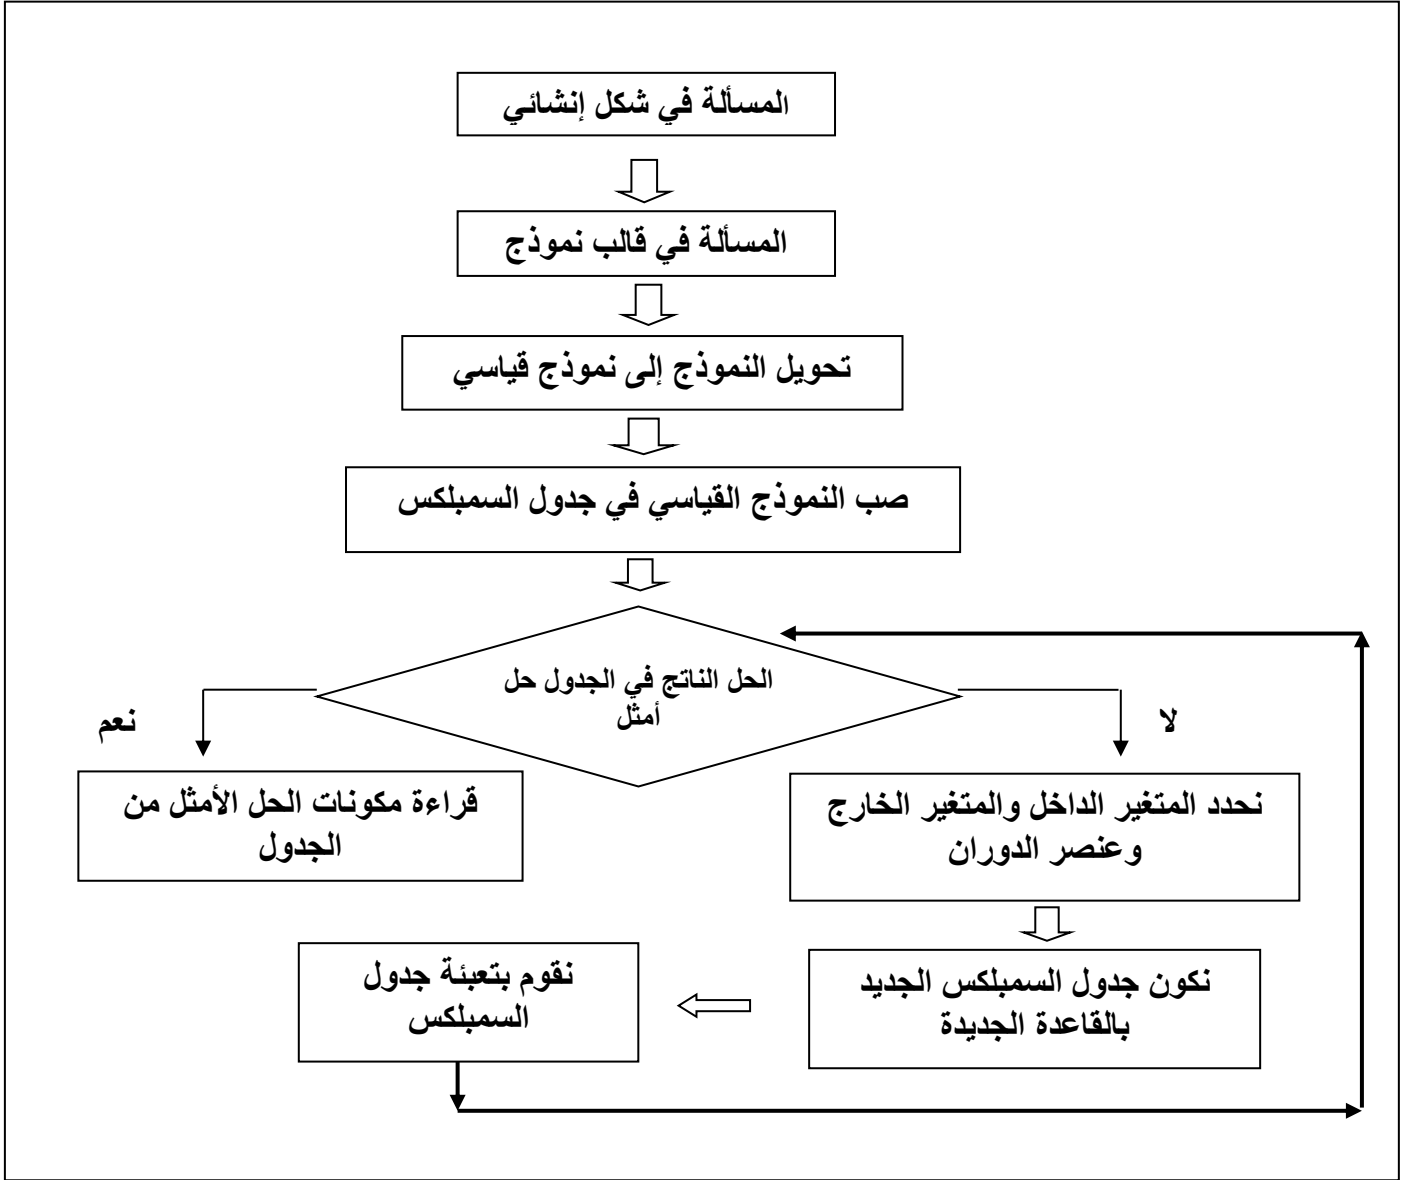 المسألة في شكل إنشائي
المسألة في قالب نموذج
تحويل النموذج إلى نموذج قياسي
صب النموذج القياسي في جدول السمبلكس
الحل الناتج في الجدول حل
أمثل
لا
نعم
نحدد المتغير الداخل والمتغير الخارج
وعنصر الدوران
قراءة مكونات الحل الأمثل من
الجدول
نكون جدول السمبلكس الجديد
بالقاعدة الجديدة
نقوم بتعبئة جدول
السمبلكس